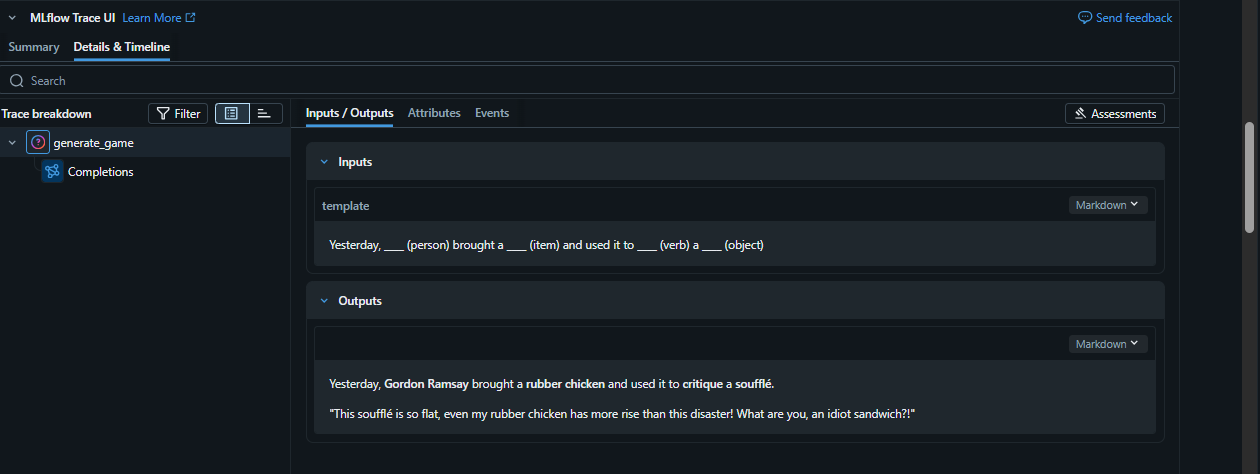 MLflow Trace UI Learn More Send feedback
Summary Details & Timeline
Search
Trace breakdown Filter Inputs / Outputs Attributes Events Assessments
generate_game
Completions
Inputs
template Markdown
Yesterday, ____ (person) brought a ____ (item) and used it to ____ (verb) a ____ (object)
Outputs
Markdown
Yesterday, Gordon Ramsay brought a rubber chicken and used it to critique a soufflé.
"This soufflé is so flat, even my rubber chicken has more rise than this disaster! What are you, an idiot sandwich?!"